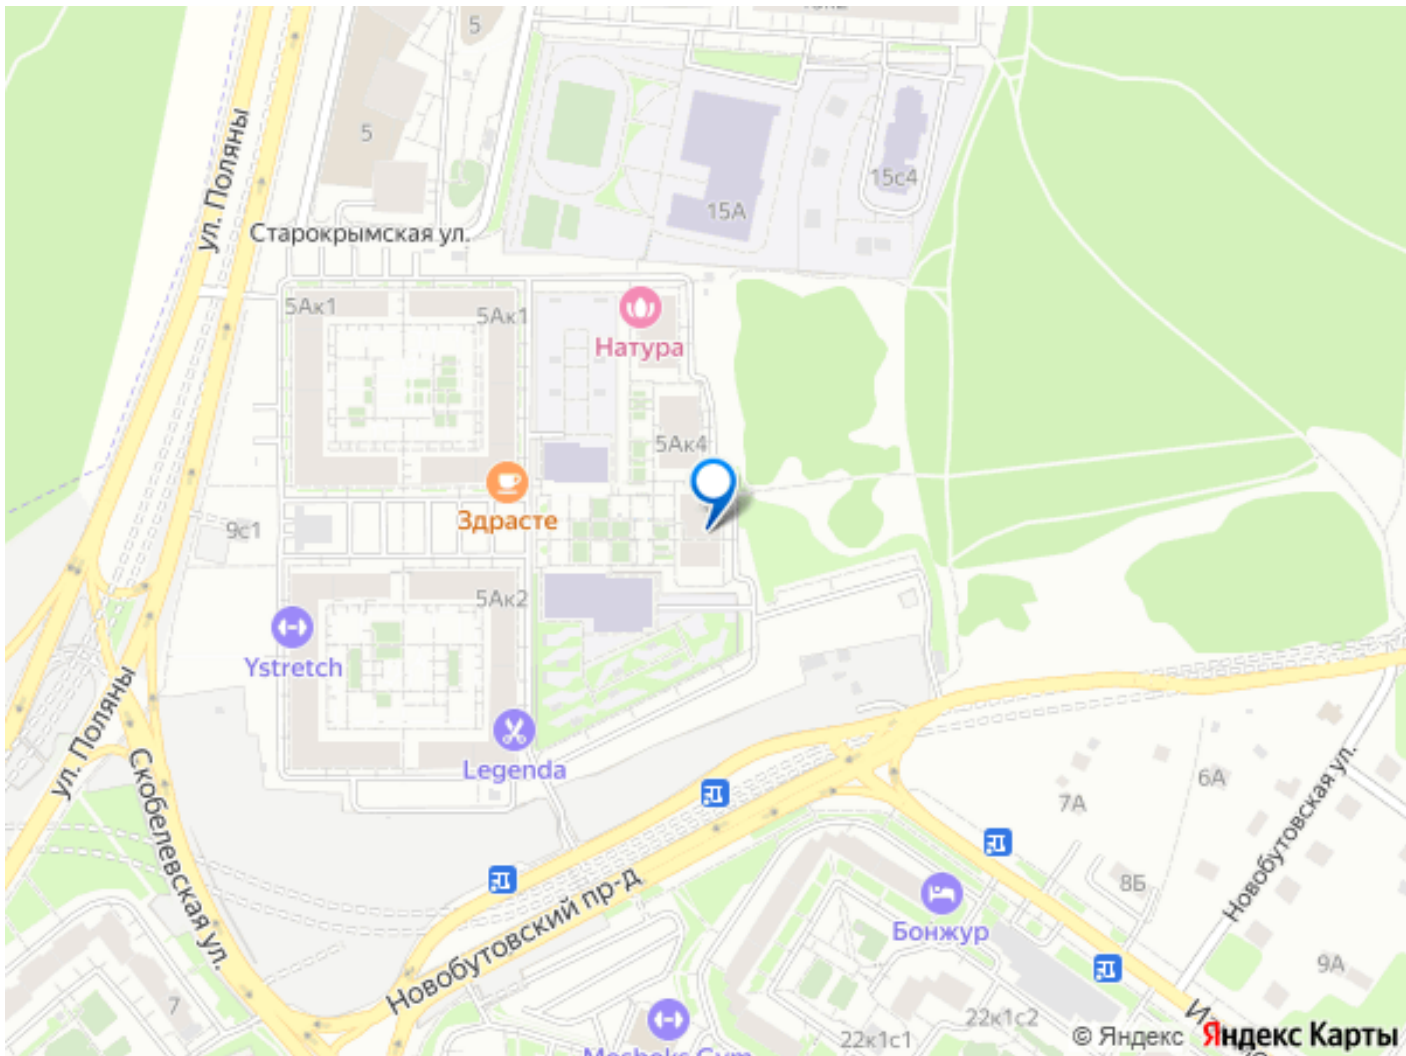 5
5
ул. Поляны
15А
15с4
Старокрымская ул.
5Ак1
5Ак1
Натура
5Ак4
Здрасте
9с1
5Ак2
Ystretch
ул. Поляны
Legenda
Скобелевская ул.
7А
6А
Новобутовская ул.
8Б
Новобутовский пр-д
Бонжур
9А
7
22к1с2
22к1с1
© Яндекс Яндекс Карты